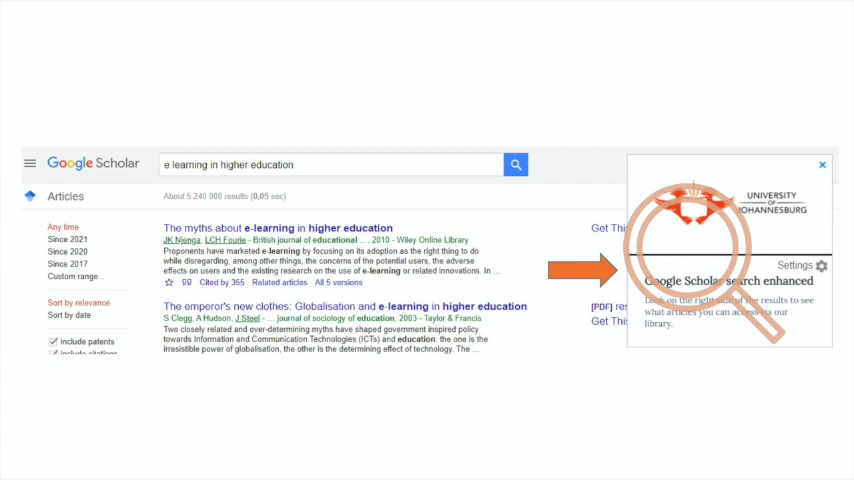 Google Scholar
e learning in higher education
Articles
About 5 240 000 results (0,05 sec)
Any time
Since 2021
Since 2020
Since 2017
Custom range...
Sort by relevance
Sort by date
include patents
include citations
The myths about e-learning in higher education
JK Njenga, LCH Fourie - British journal of educational ..., 2010 - Wiley Online Library
Proponents have marketed e-learning by focusing on its adoption as the right thing to do
while disregarding, among other things, the concerns of the potential users, the adverse
effects on users and the existing research on the use of e-learning or related innovations. In ...
Cited by 355 Related articles All 5 versions
Get Thi
The emperor's new clothes: Globalisation and e-learning in higher education
S Clegg, A Hudson, J Steel - ... journal of sociology of education, 2003 - Taylor & Francis
Two closely related and over-determining myths have shaped government inspired policy
towards Information and Communication Technologies (ICTs) and education: the one is the
irresistible power of globalisation, the other is the determining effect of technology. The ...
[PDF] res
Get Thi
UNIVERSITY
OF
JOHANNESBURG
Settings
Google Scholar search enhanced
Look on the right side of the results to see
what articles you can access via our
library.